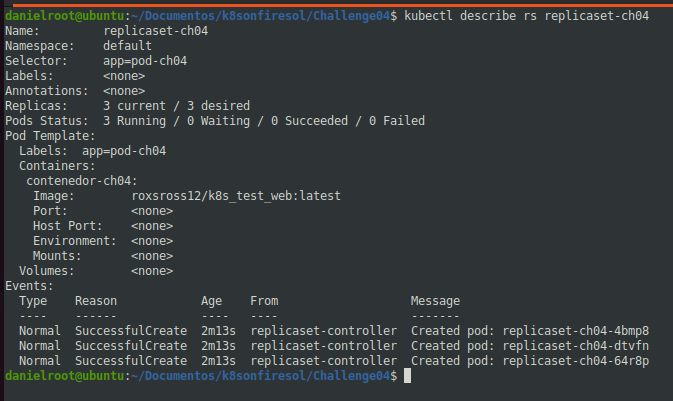 danielroot@ubuntu:~/Documentos/k8sonfiresol/Challenge04$ kubectl describe rs replicaset-ch04
Name:         replicaset-ch04
Namespace:    default
Selector:     app=pod-ch04
Labels:       <none>
Annotations:  <none>
Replicas:     3 current / 3 desired
Pods Status:  3 Running / 0 Waiting / 0 Succeeded / 0 Failed
Pod Template:
  Labels:  app=pod-ch04
  Containers:
   contenedor-ch04:
    Image:        roxsross12/k8s_test_web:latest
    Port:         <none>
    Host Port:    <none>
    Environment:  <none>
    Mounts:       <none>
  Volumes:        <none>
Events:
  Type    Reason            Age    From                   Message
  ----    ------            ----   ----                   -------
  Normal  SuccessfulCreate  2m13s  replicaset-controller  Created pod: replicaset-ch04-4bmp8
  Normal  SuccessfulCreate  2m13s  replicaset-controller  Created pod: replicaset-ch04-dtvfn
  Normal  SuccessfulCreate  2m13s  replicaset-controller  Created pod: replicaset-ch04-64r8p
danielroot@ubuntu:~/Documentos/k8sonfiresol/Challenge04$